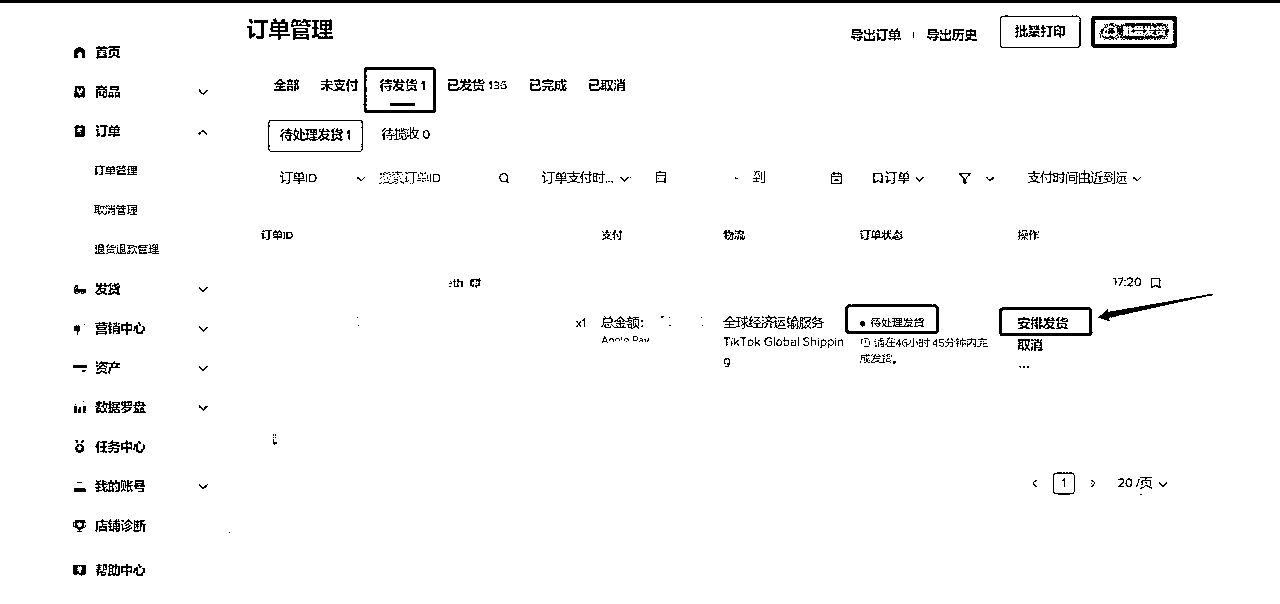 订单管理
导出订单
导出历史
批量打印
批量发货
首页
商品
订单
订单管理
取消管理
退货退款管理
发货
营销中心
资产
数据罗盘
任务中心
我的账号
店铺诊断
帮助中心
全部 未支付 待发货 1 已发货 136 已完成 已取消
待处理发货 1 待揽收 0
订单ID 搜索订单ID 订单支付时... 自 - 到 订单 支付时间由近到远
订单ID 支付 物流 订单状态 操作
eth 17:20
x1 总金额: 全球经济运输服务 待处理发货 安排发货
Apple Pay TikTok Global Shippin 请在46小时45分钟内完 取消
g 成发货。 ...
1 20 /页